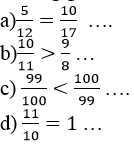 a) 5/12 = 10/17 ....
b) 10/11 > 9/8 ...
c) 99/100 < 100/99 ....
d) 11/10 = 1 ...